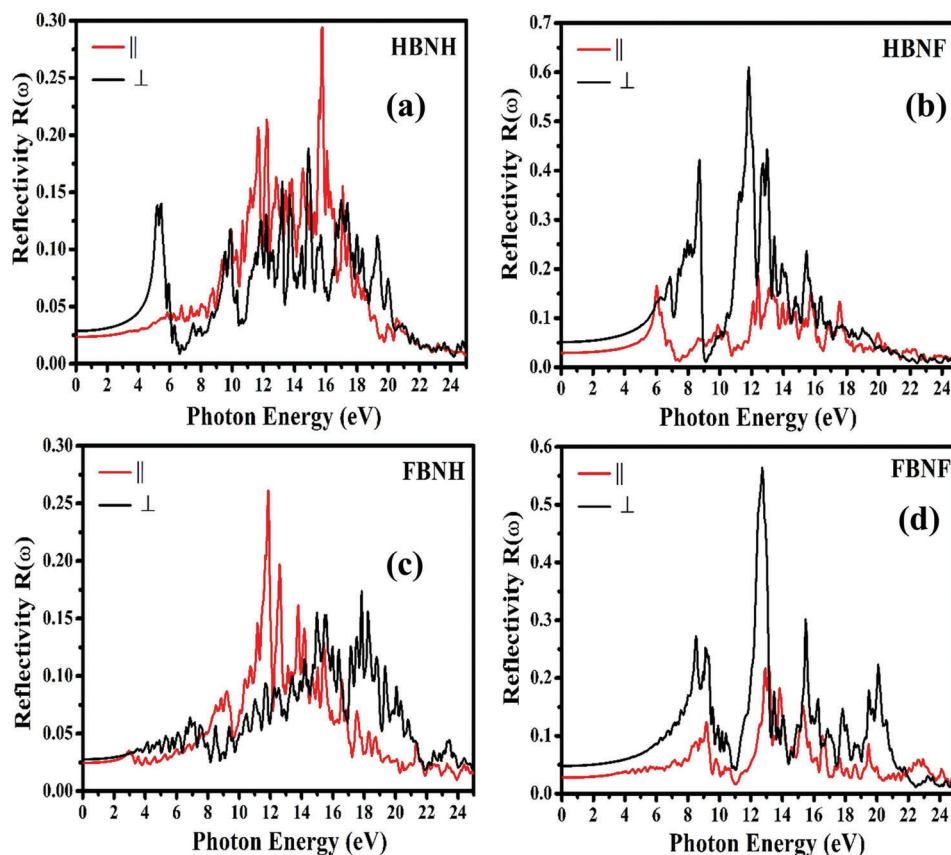 0.30
0.25
0.20
0.15
0.10
0.05
0.00
Reflectivity R(ω)
||
⊥
HBNH
(a)
0 2 4 6 8 10 12 14 16 18 20 22 24
Photon Energy (eV)
0.7
0.6
0.5
0.4
0.3
0.2
0.1
0.0
Reflectivity R(ω)
||
⊥
HBNF
(b)
0 2 4 6 8 10 12 14 16 18 20 22 24
Photon Energy (eV)
0.30
0.25
0.20
0.15
0.10
0.05
0.00
Reflectivity R(ω)
||
⊥
FBNH
(c)
0 2 4 6 8 10 12 14 16 18 20 22 24
Photon Energy (eV)
0.6
0.5
0.4
0.3
0.2
0.1
0.0
Reflectivity R(ω)
||
⊥
FBNF
(d)
0 2 4 6 8 10 12 14 16 18 20 22 24
Photon Energy (eV)